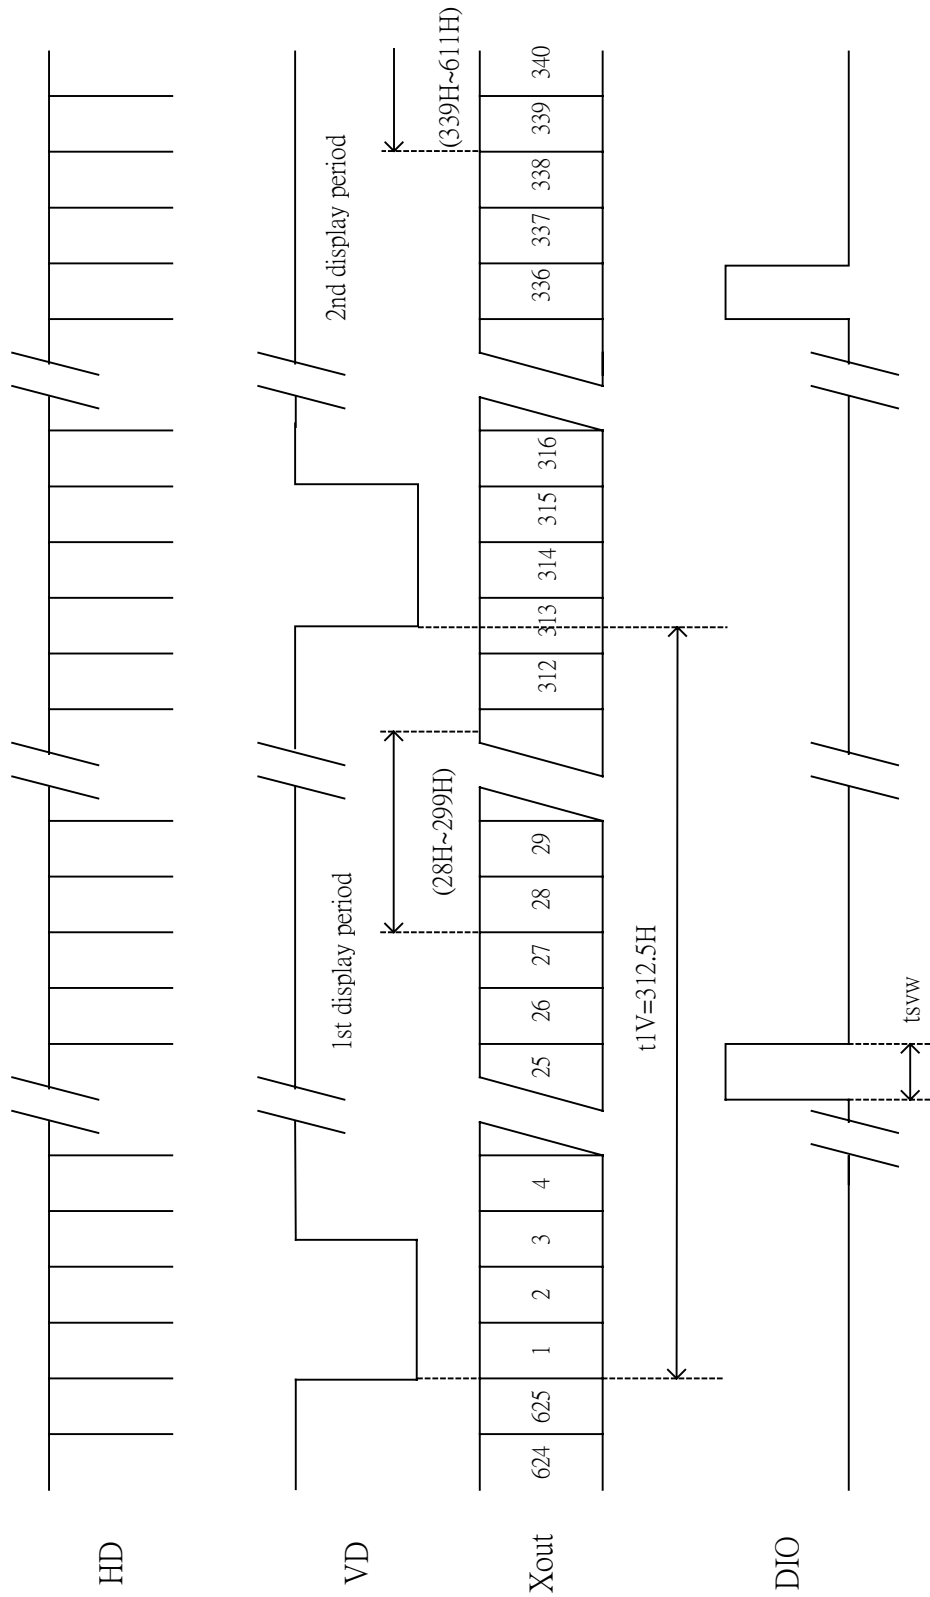 HD
VD
1st display period
2nd display period
(28H~299H)
(339H~611H)
Xout
624 625 1 2 3 4 25 26 27 28 29 312 313 314 315 316 336 337 338 339 340
t1V=312.5H
DIO
tsvw